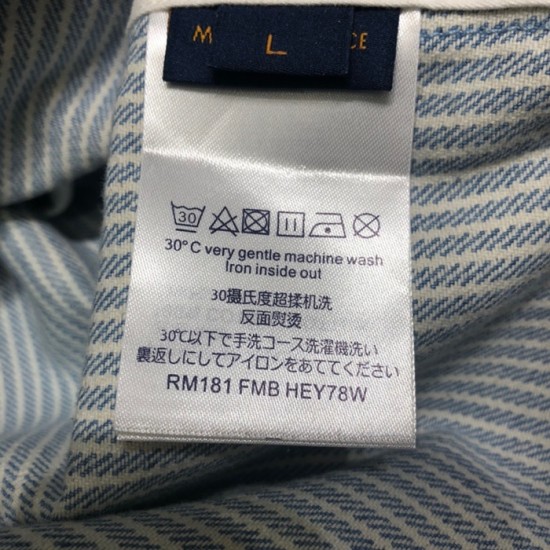 M CE
L
30
30°C very gentle machine wash
Iron inside out
30摄氏度超揉机洗
反面熨烫
30℃以下で手洗コース洗濯機洗い
裏返しにしてアイロンをあててください
RM181 FMB HEY78W